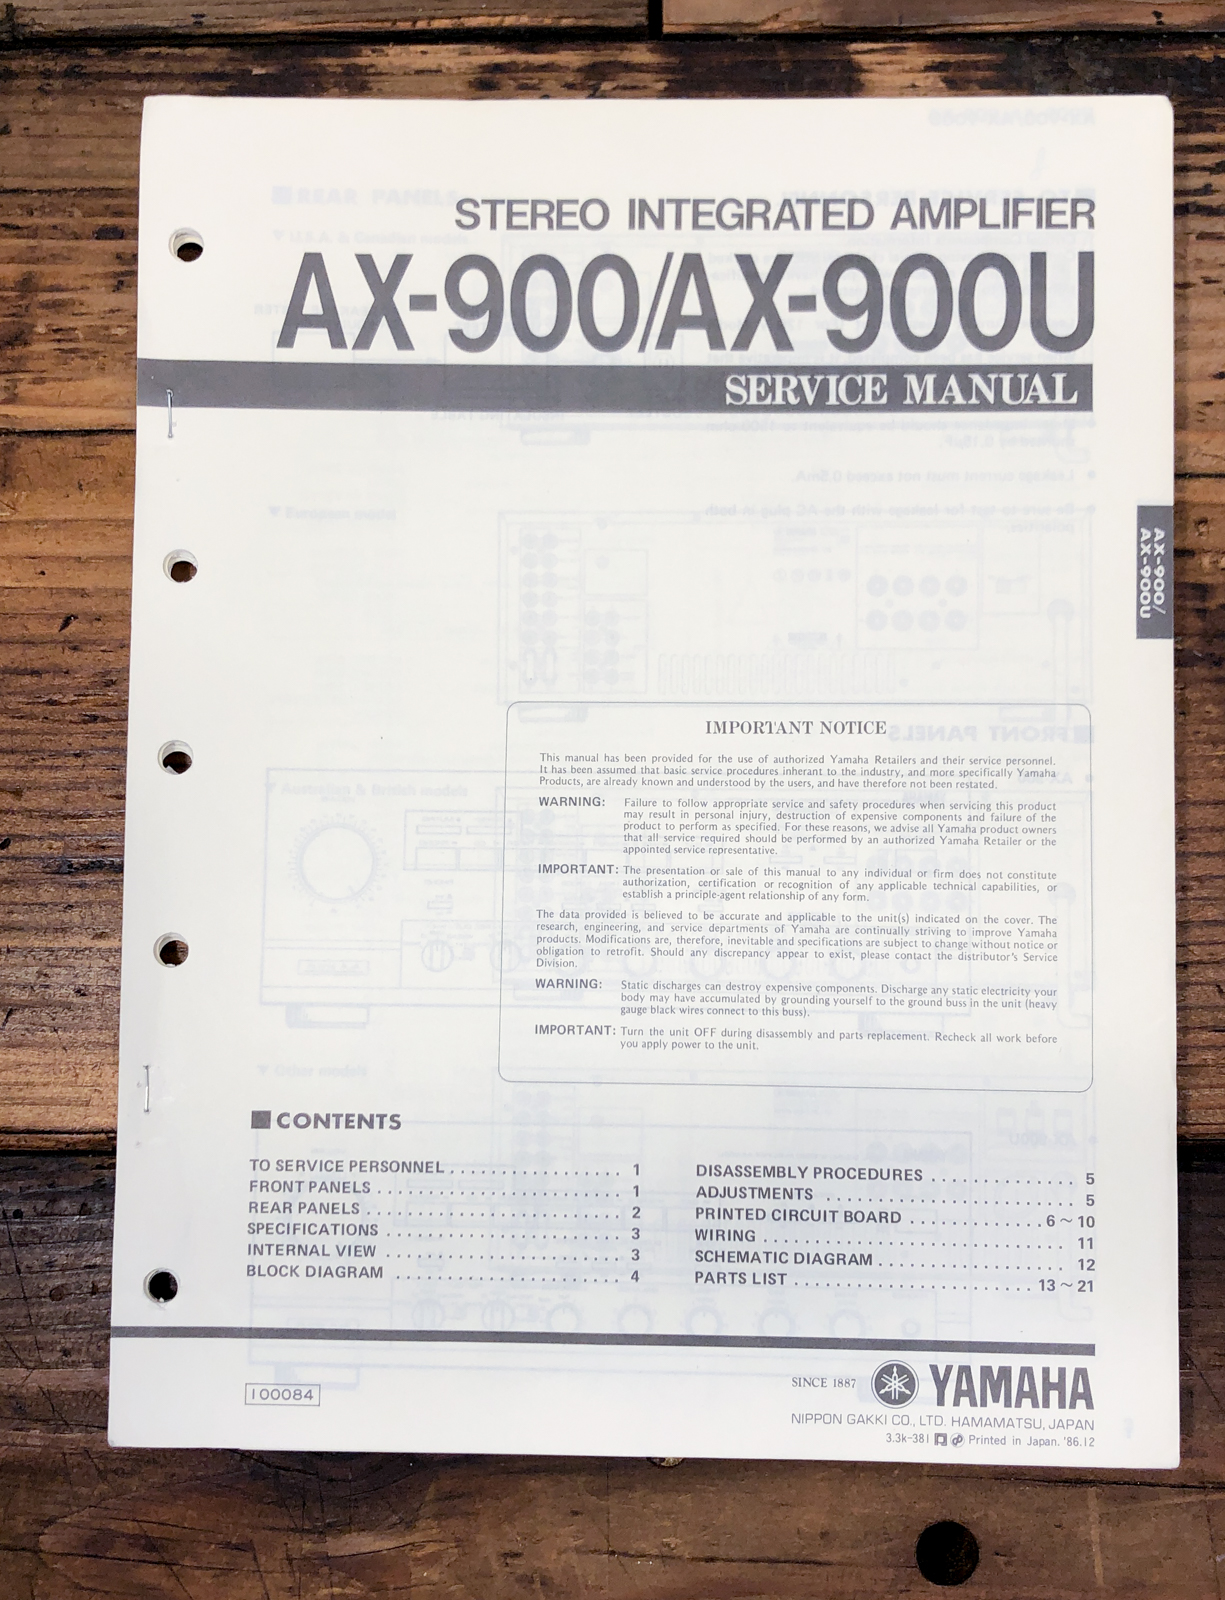 STEREO INTEGRATED AMPLIFIER
AX-900/AX-900U
SERVICE MANUAL
AX-900/
AX-900U
IMPORTANT NOTICE
This manual has been provided for the use of authorized Yamaha Retailers and their service personnel.
It has been assumed that basic service procedures inherant to the industry, and more specifically Yamaha
Products, are already known and understood by the users, and have therefore not been restated.
WARNING: Failure to follow appropriate service and safety procedures when servicing this product
may result in personal injury, destruction of expensive components and failure of the
product to perform as specified. For these reasons, we advise all Yamaha product owners
that all service required should be performed by an authorized Yamaha Retailer or the
appointed service representative.
IMPORTANT: The presentation or sale of this manual to any individual or firm does not constitute
authorization, certification or recognition of any applicable technical capabilities, or
establish a principle-agent relationship of any form.
The data provided is believed to be accurate and applicable to the unit(s) indicated on the cover. The
research, engineering, and service departments of Yamaha are continually striving to improve Yamaha
products. Modifications are, therefore, inevitable and specifications are subject to change without notice or
obligation to retrofit. Should any discrepancy appear to exist, please contact the distributor's Service
Division.
WARNING: Static discharges can destroy expensive components. Discharge any static electricity your
body may have accumulated by grounding yourself to the ground buss in the unit (heavy
gauge black wires connect to this buss).
IMPORTANT: Turn the unit OFF during disassembly and parts replacement. Recheck all work before
you apply power to the unit.
■ CONTENTS
TO SERVICE PERSONNEL . . . . . . . . . . . . . . . . 1
FRONT PANELS . . . . . . . . . . . . . . . . . . . . . . . 1
REAR PANELS . . . . . . . . . . . . . . . . . . . . . . . . 2
SPECIFICATIONS . . . . . . . . . . . . . . . . . . . . . . 3
INTERNAL VIEW . . . . . . . . . . . . . . . . . . . . . . 3
BLOCK DIAGRAM . . . . . . . . . . . . . . . . . . . . . 4
DISASSEMBLY PROCEDURES . . . . . . . . . . . . . 5
ADJUSTMENTS . . . . . . . . . . . . . . . . . . . . . . . 5
PRINTED CIRCUIT BOARD . . . . . . . . . . . . 6 ~ 10
WIRING . . . . . . . . . . . . . . . . . . . . . . . . . . . . 11
SCHEMATIC DIAGRAM . . . . . . . . . . . . . . . . . 12
PARTS LIST . . . . . . . . . . . . . . . . . . . . . . 13 ~ 21
100084
SINCE 1887 YAMAHA
NIPPON GAKKI CO., LTD. HAMAMATSU, JAPAN
3.3k-381 Printed in Japan. '86.12